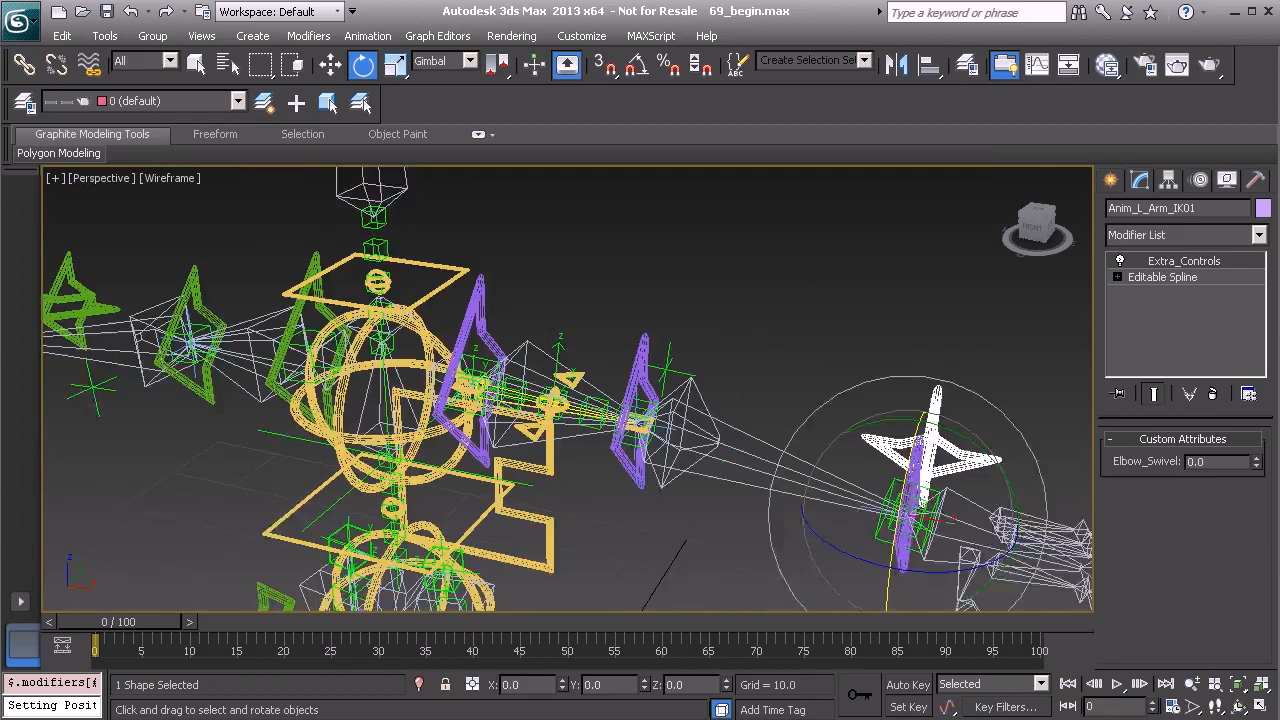 Workspace: Default
Autodesk 3ds Max 2013 x64 - Not for Resale 69_begin.max
Type a keyword or phrase
Edit Tools Group Views Create Modifiers Animation Graph Editors Rendering Customize MAXScript Help
All
Gimbal
3
%
Create Selection Se
0 (default)
Graphite Modeling Tools Freeform Selection Object Paint
Polygon Modeling
[+] [Perspective] [Wireframe]
FRONT
Anim_L_Arm_IK01
Modifier List
Extra_Controls
Editable Spline
Custom Attributes
Elbow_Swivel: 0.0
z
z
x
< 0 / 100 >
0 5 10 15 20 25 30 35 40 45 50 55 60 65 70 75 80 85 90 95 100
$.modifiers[
1 Shape Selected
X: 0.0 Y: 0.0 Z: 0.0
Grid = 10.0
Auto Key
Selected
Setting Posit
Click and drag to select and rotate objects
Add Time Tag
Set Key
Key Filters...
0